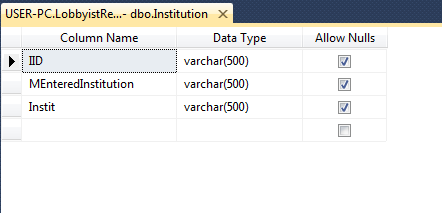 USER-PC.LobbyistRe...- dbo.Institution
Column Name Data Type Allow Nulls
IID varchar(500)
MEnteredInstitution varchar(500)
Instit varchar(500)